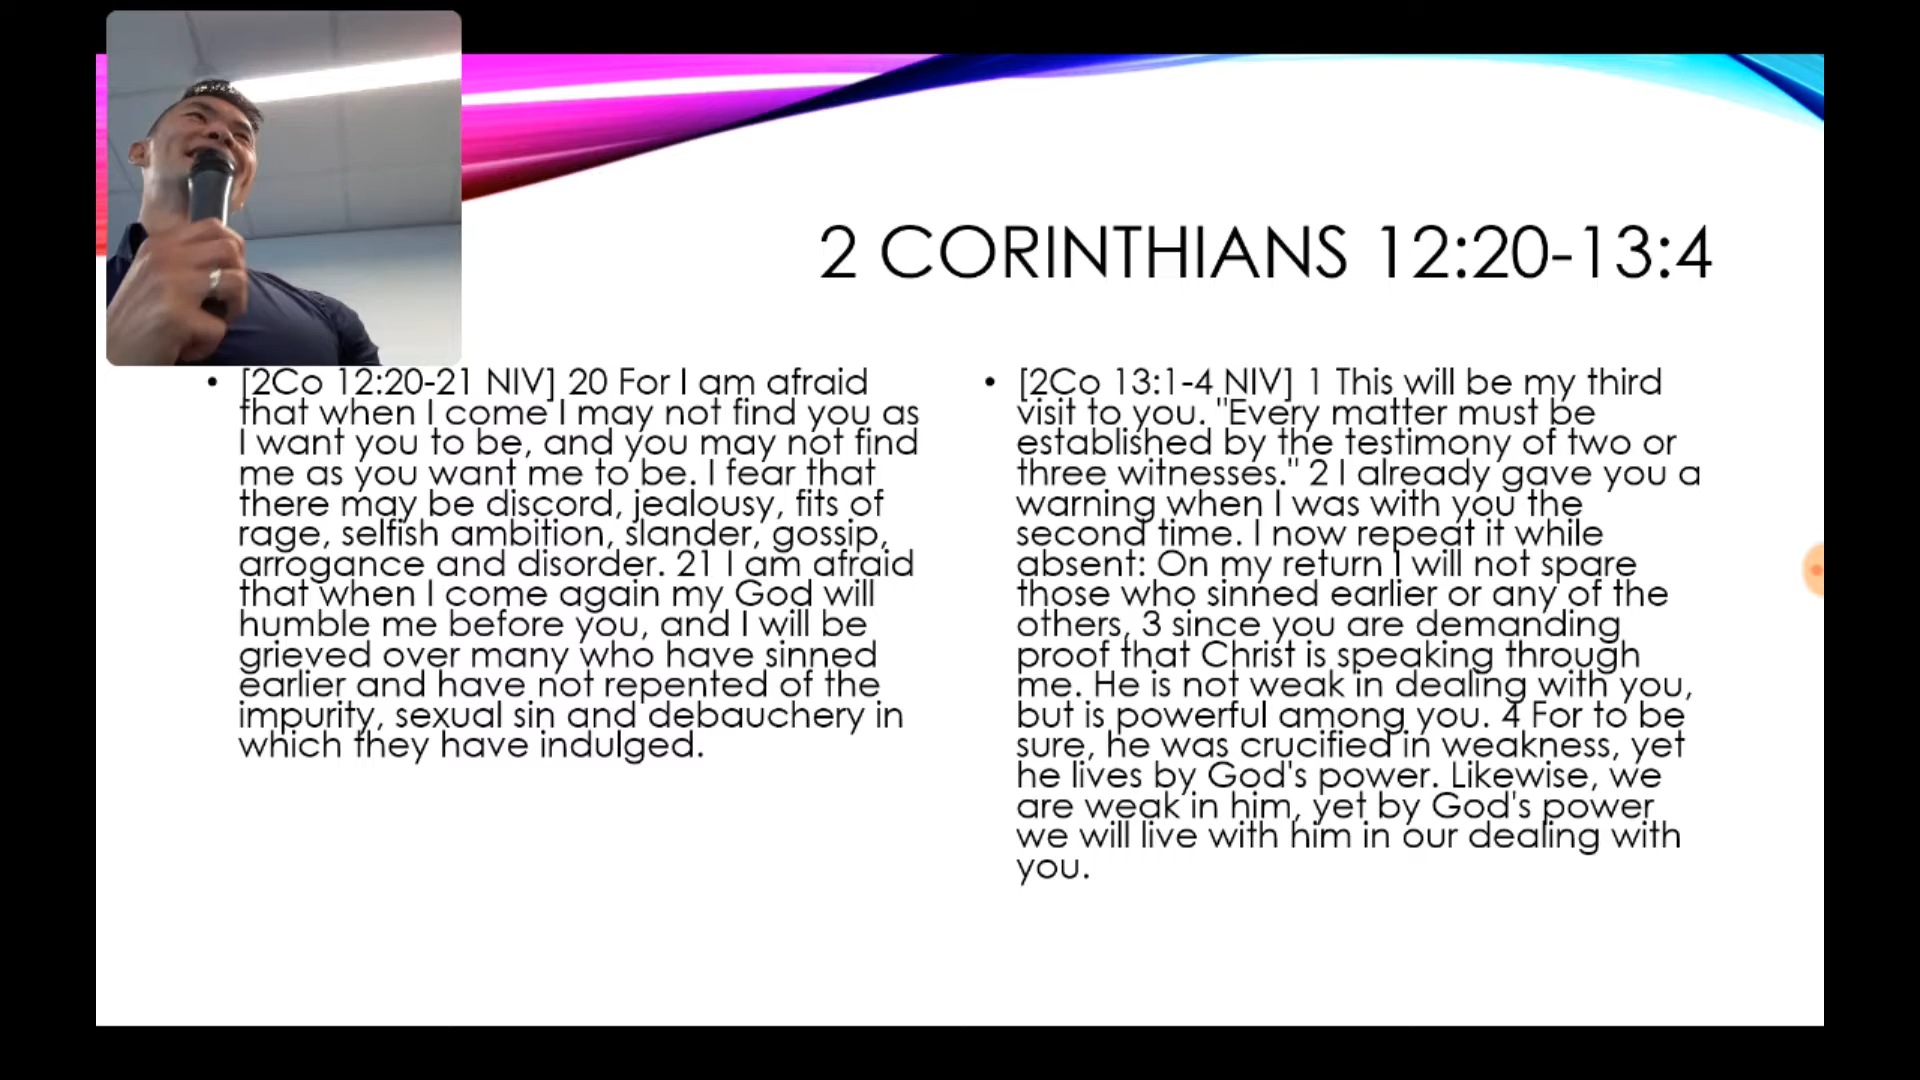 2 CORINTHIANS 12:20-13:4
• [2Co 12:20-21 NIV] 20 For I am afraid
that when I come I may not find you as
I want you to be, and you may not find
me as you want me to be. I fear that
there may be discord, jealousy, fits of
rage, selfish ambition, slander, gossip,
arrogance and disorder. 21 I am afraid
that when I come again my God will
humble me before you, and I will be
grieved over many who have sinned
earlier and have not repented of the
impurity, sexual sin and debauchery in
which they have indulged.
• [2Co 13:1-4 NIV] 1 This will be my third
visit to you. "Every matter must be
established by the testimony of two or
three witnesses." 2 I already gave you a
warning when I was with you the
second time. I now repeat it while
absent: On my return I will not spare
those who sinned earlier or any of the
others, 3 since you are demanding
proof that Christ is speaking through
me. He is not weak in dealing with you,
but is powerful among you. 4 For to be
sure, he was crucified in weakness, yet
he lives by God's power. Likewise, we
are weak in him, yet by God's power
we will live with him in our dealing with
you.